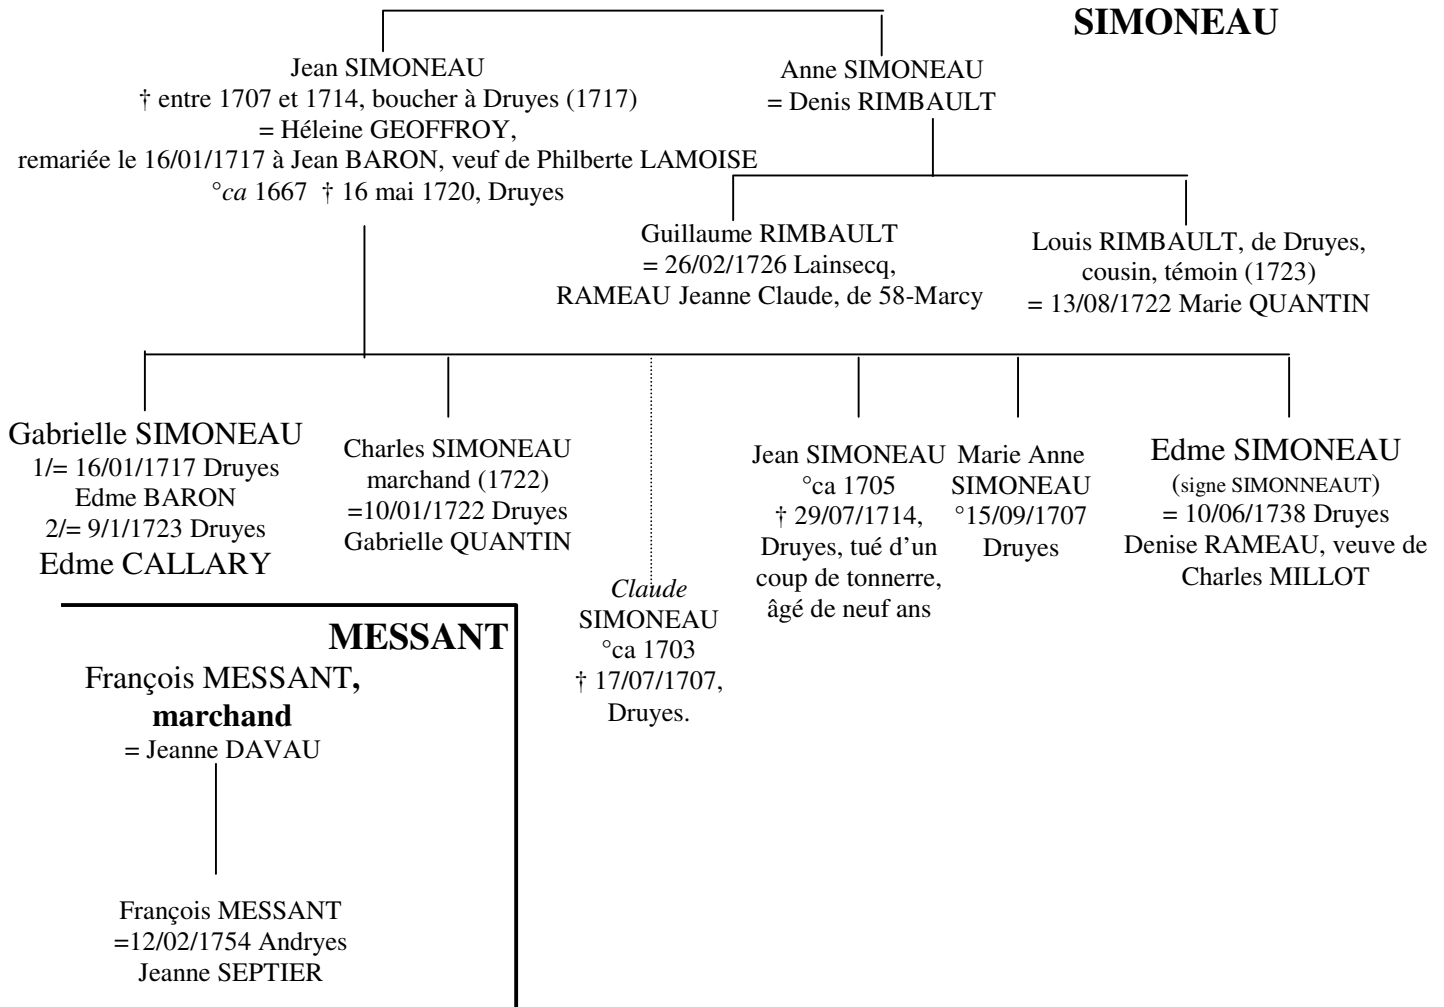 SIMONEAU
Jean SIMONEAU
† entre 1707 et 1714, boucher à Druyes (1717)
= Héleine GEOFFROY,
remariée le 16/01/1717 à Jean BARON, veuf de Philberte LAMOISE
°ca 1667 † 16 mai 1720, Druyes
Anne SIMONEAU
= Denis RIMBAULT
Guillaume RIMBAULT
= 26/02/1726 Lainsecq,
RAMEAU Jeanne Claude, de 58-Marcy
Louis RIMBAULT, de Druyes,
cousin, témoin (1723)
= 13/08/1722 Marie QUANTIN
Gabrielle SIMONEAU
1/= 16/01/1717 Druyes
Edme BARON
2/= 9/1/1723 Druyes
Edme CALLARY
Charles SIMONEAU
marchand (1722)
=10/01/1722 Druyes
Gabrielle QUANTIN
Claude
SIMONEAU
°ca 1703
† 17/07/1707,
Druyes.
Jean SIMONEAU
°ca 1705
† 29/07/1714,
Druyes, tué d’un
coup de tonnerre,
âgé de neuf ans
Marie Anne
SIMONEAU
°15/09/1707
Druyes
Edme SIMONEAU
(signe SIMONNEAUT)
= 10/06/1738 Druyes
Denise RAMEAU, veuve de
Charles MILLOT
MESSANT
François MESSANT,
marchand
= Jeanne DAVAU
François MESSANT
=12/02/1754 Andryes
Jeanne SEPTIER